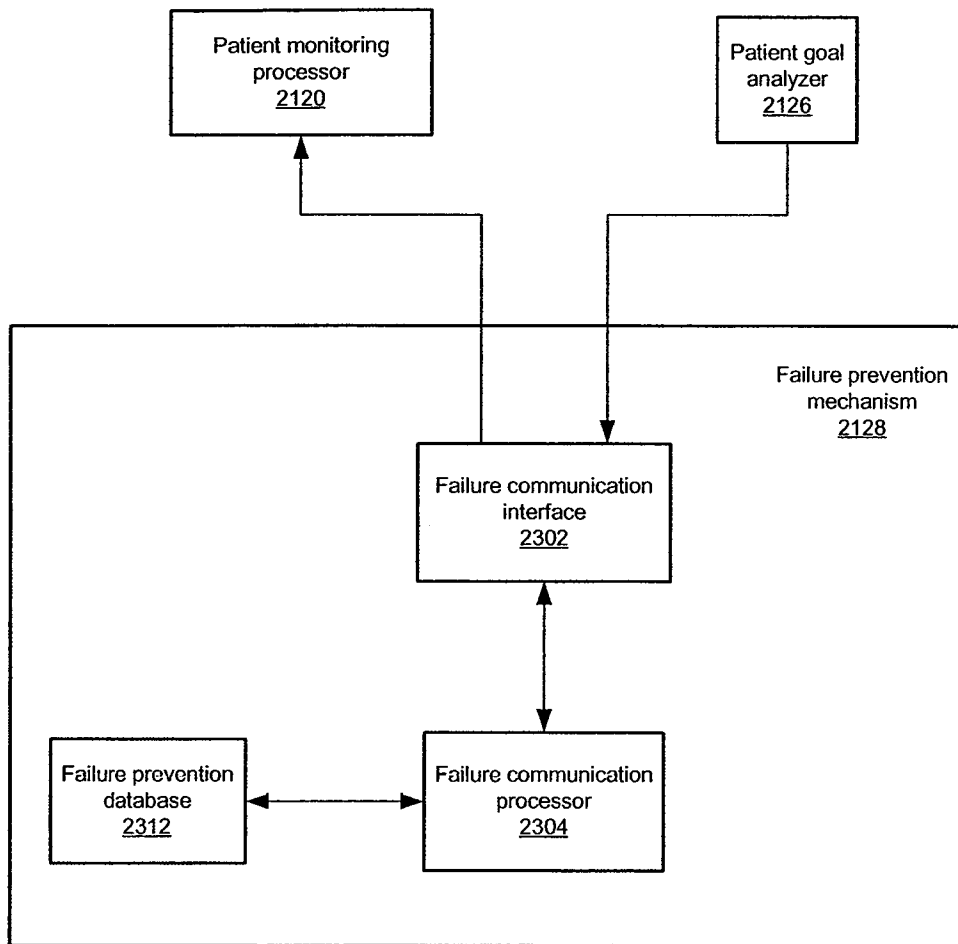 Patient monitoring
processor
2120
Patient goal
analyzer
2126
Failure prevention
mechanism
2128
Failure communication
interface
2302
Failure prevention
database
2312
Failure communication
processor
2304